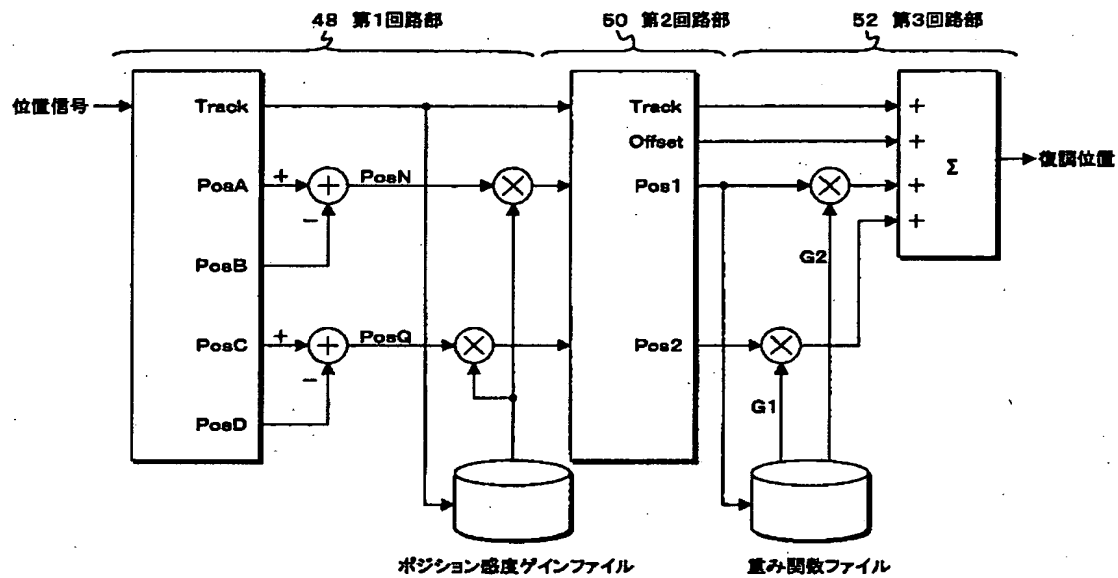 48 第1回路部
50 第2回路部
52 第3回路部
位置信号
Track
PosA
PosB
PosC
PosD
+
+
−
PosN
×
+
+
−
PosQ
×
Track
Offset
Pos1
Pos2
×
G2
×
G1
+
+
+
+
Σ
復調位置
ポジション感度ゲインファイル
重み関数ファイル